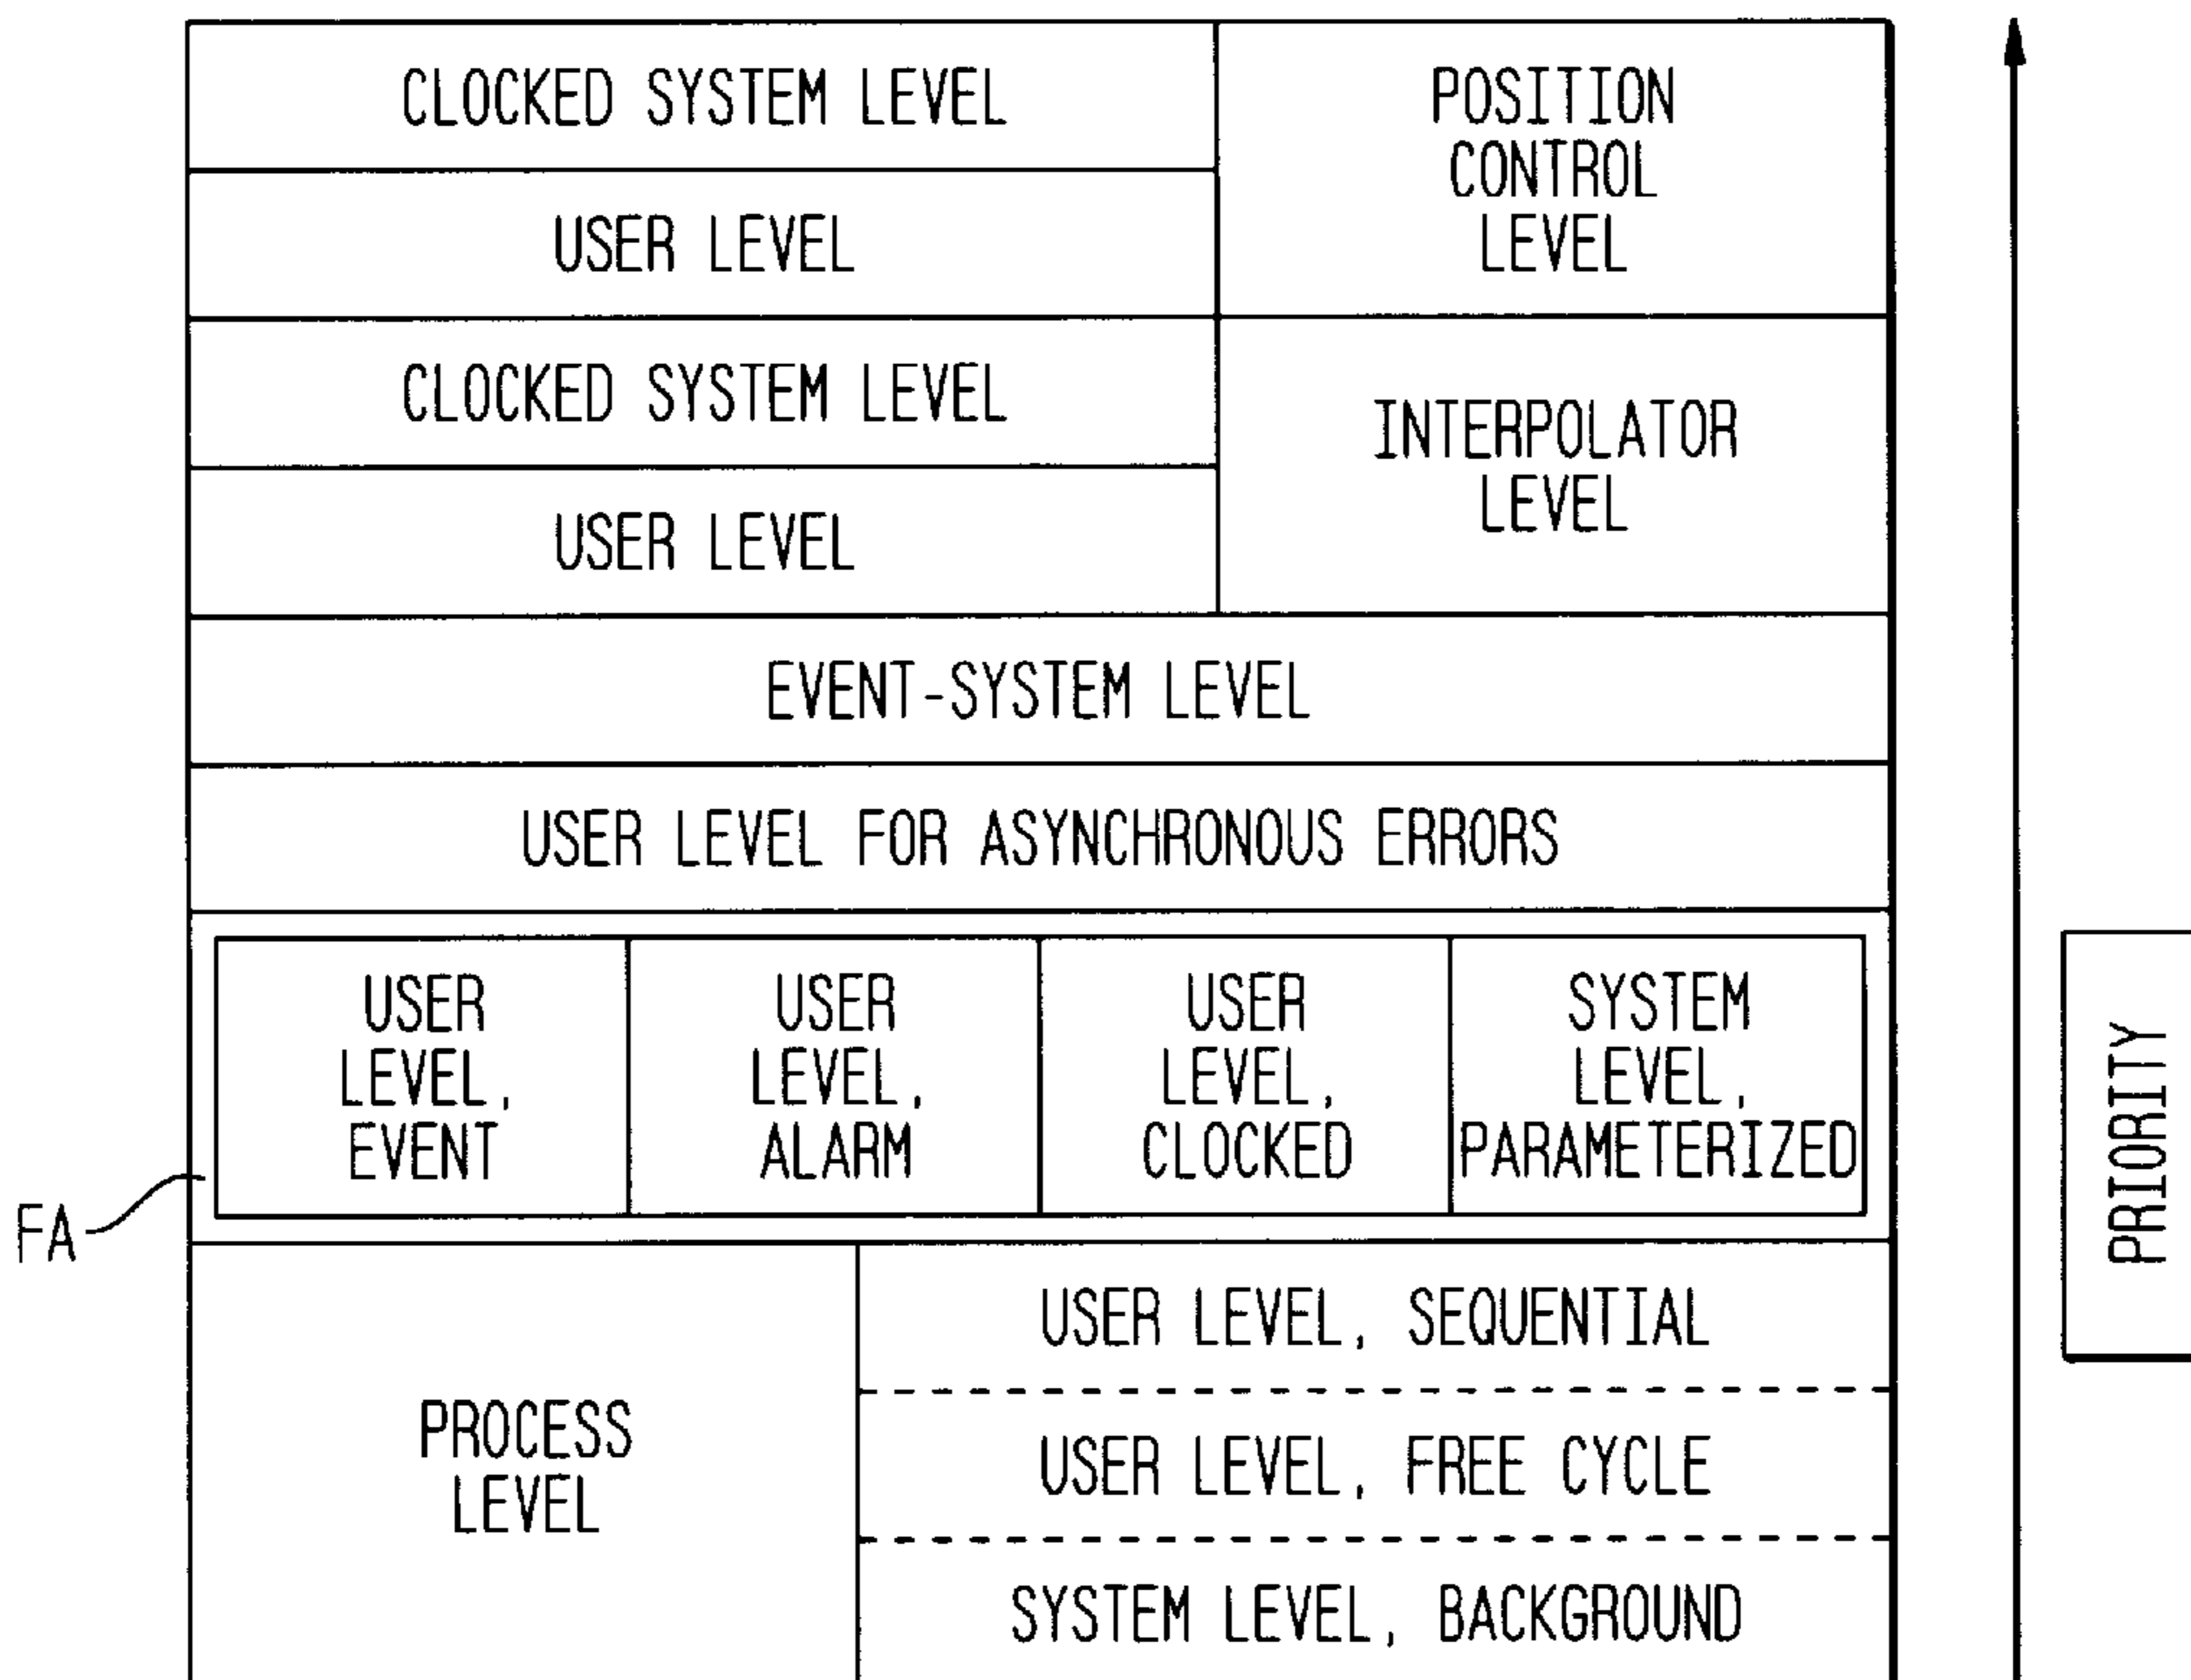 CLOCKED SYSTEM LEVEL
USER LEVEL
POSITION
CONTROL
LEVEL
CLOCKED SYSTEM LEVEL
USER LEVEL
INTERPOLATOR
LEVEL
EVENT-SYSTEM LEVEL
USER LEVEL FOR ASYNCHRONOUS ERRORS
USER
LEVEL,
EVENT
USER
LEVEL,
ALARM
USER
LEVEL,
CLOCKED
SYSTEM
LEVEL,
PARAMETERIZED
FA
PROCESS
LEVEL
USER LEVEL, SEQUENTIAL
USER LEVEL, FREE CYCLE
SYSTEM LEVEL, BACKGROUND
PRIORITY